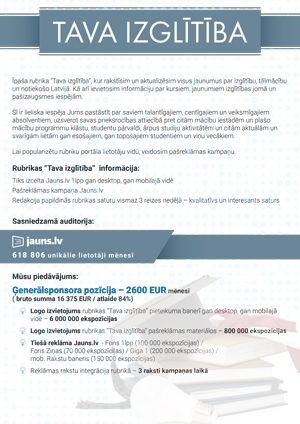 TAVA IZGLĪTĪBA
Īpaša rubrika "Tava izglītība", kur rakstīsim un aktualizēsim visus jaunumus par izglītību, tālmācību
un notiekošo Latvijā. Kā arī ievietosim informāciju par kursiem, jaunumiem izglītības jomā un
pašizaugsmes iespējām.
Šī ir lieliska iespēja Jums pastāstīt par saviem talantīgajiem, centīgajiem un veiksmīgajiem
absolventiem, uzsverot savas priekšrocības attiecībā pret citām mācību iestādēm un plašo
mācību programmu klāstu, studentu pārvaldi, ārpus studiju aktivitātēm un citām aktuālām un
svarīgām lietām gan esošajiem, gan topošajiem studentiem un viņu vecākiem.
Lai popularizētu rubriku portāla lietotāju vidū, veidosim pašreklāmas kampaņu.
Rubrikas "Tava izglītība" informācija:
Tiks izcelta Jauns.lv 1lpp gan desktop, gan mobilajā vidē
Pašreklāmas kampaņa Jauns.lv
Redakcija papildinās rubrikas saturu vismaz 3 reizes nedēļā – kvalitatīvs un interesants saturs
Sasniedzamā auditorija:
jauns.lv
618 806 unikālie lietotāji mēnesī
Mūsu piedāvājums:
Ģenerālsponsora pozīcija – 2600 EUR mēnesī
( bruto summa 16 375 EUR / atlaide 84%)
Logo izvietojums rubrikas "Tava izglītība" pieteikuma banerī gan desktop, gan mobilajā
vidē – 6 000 000 ekspozīcijas
Logo izvietojums rubrikas "Tava izglītība" pašreklāmas materiālos – 800 000 ekspozīcijas
Tiešā reklāma Jauns.lv - Fons 1lpp (100 000 ekspozīcijas) /
Fons Ziņas (70 000 ekspozīcijas) / Giga 1 (200 000 ekspozīcijas) /
mob. Rakstu baneris (150 000 ekspozīcijas)
Reklāmas rakstu integrācija rubrikā – 3 raksti kampaņas laikā